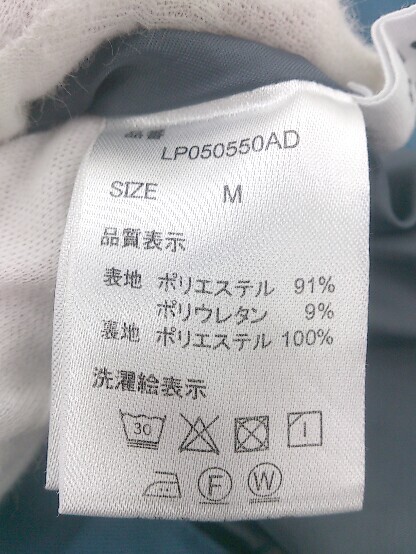 品番
LP050550AD
SIZE M
品質表示
表地 ポリエステル 91%
ポリウレタン 9%
裏地 ポリエステル 100%
洗濯絵表示
30
F W